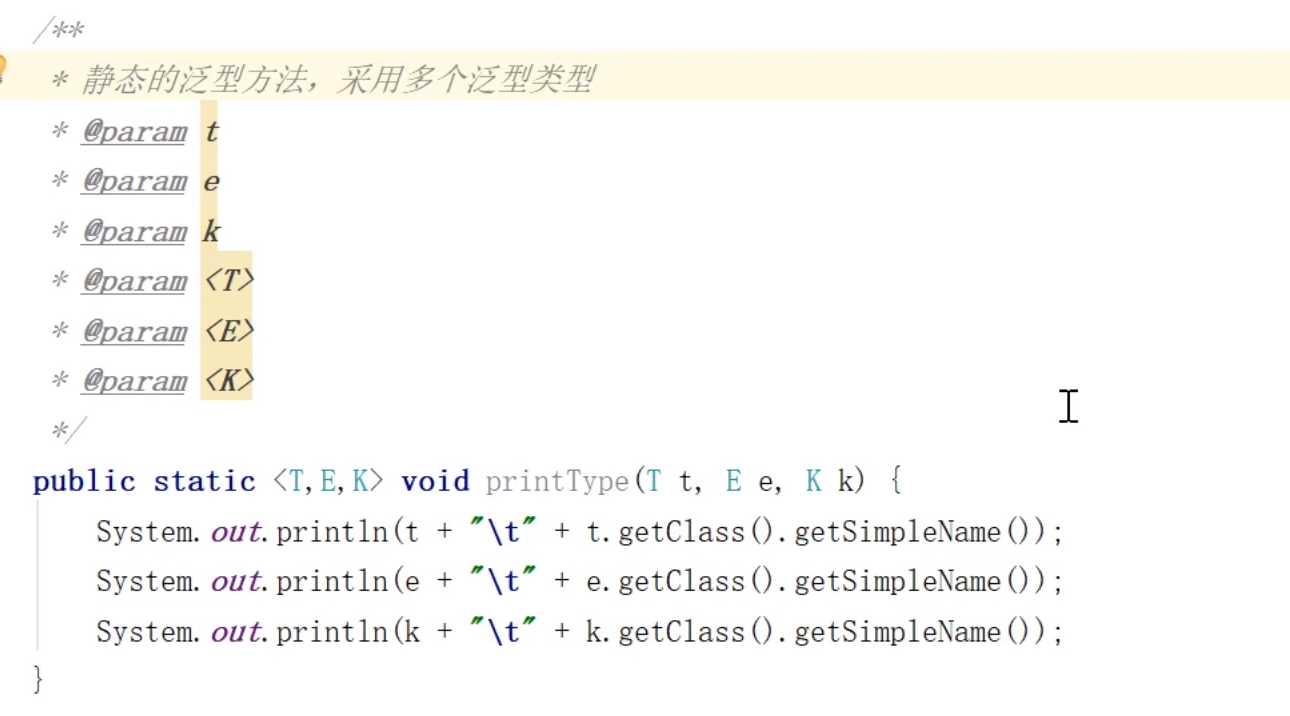 /**
 * 静态的泛型方法，采用多个泛型类型
 * @param t
 * @param e
 * @param k
 * @param <T>
 * @param <E>
 * @param <K>
 */
public static <T,E,K> void printType(T t, E e, K k) {
    System.out.println(t + "\t" + t.getClass().getSimpleName());
    System.out.println(e + "\t" + e.getClass().getSimpleName());
    System.out.println(k + "\t" + k.getClass().getSimpleName());
}